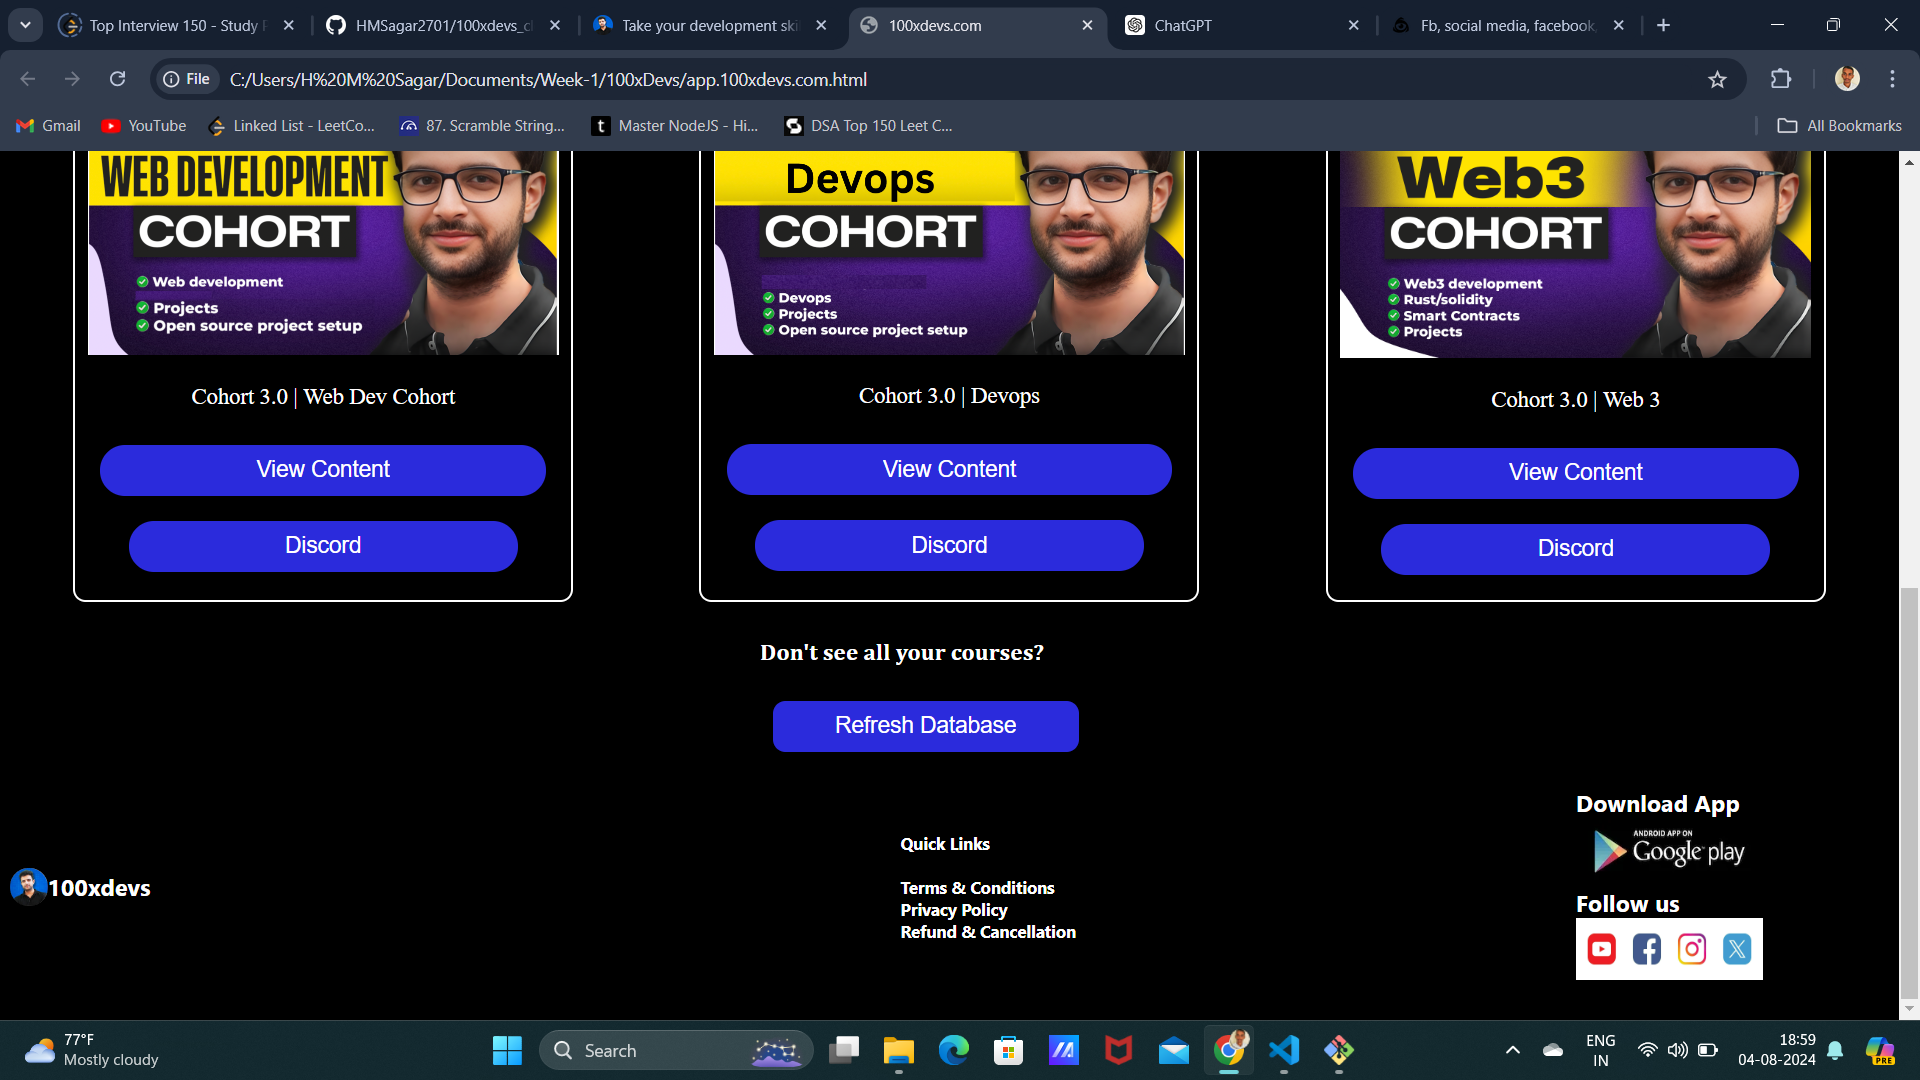 Top Interview 150 - Study P
HMSagar2701/100xdevs_cl
Take your development skil
100xdevs.com
ChatGPT
Fb, social media, facebook,
File
C:/Users/H%20M%20Sagar/Documents/Week-1/100xDevs/app.100xdevs.com.html
Gmail
YouTube
Linked List - LeetCo...
87. Scramble String...
Master NodeJS - Hi...
DSA Top 150 Leet C...
All Bookmarks
WEB DEVELOPMENT
COHORT
Web development
Projects
Open source project setup
Cohort 3.0 | Web Dev Cohort
View Content
Discord
Devops
COHORT
Devops
Projects
Open source project setup
Cohort 3.0 | Devops
View Content
Discord
Web3
COHORT
Web3 development
Rust/solidity
Smart Contracts
Projects
Cohort 3.0 | Web 3
View Content
Discord
Don't see all your courses?
Refresh Database
100xdevs
Quick Links
Terms & Conditions
Privacy Policy
Refund & Cancellation
Download App
ANDROID APP ON
Google play
Follow us
77°F
Mostly cloudy
Search
ENG
IN
18:59
04-08-2024
PRE